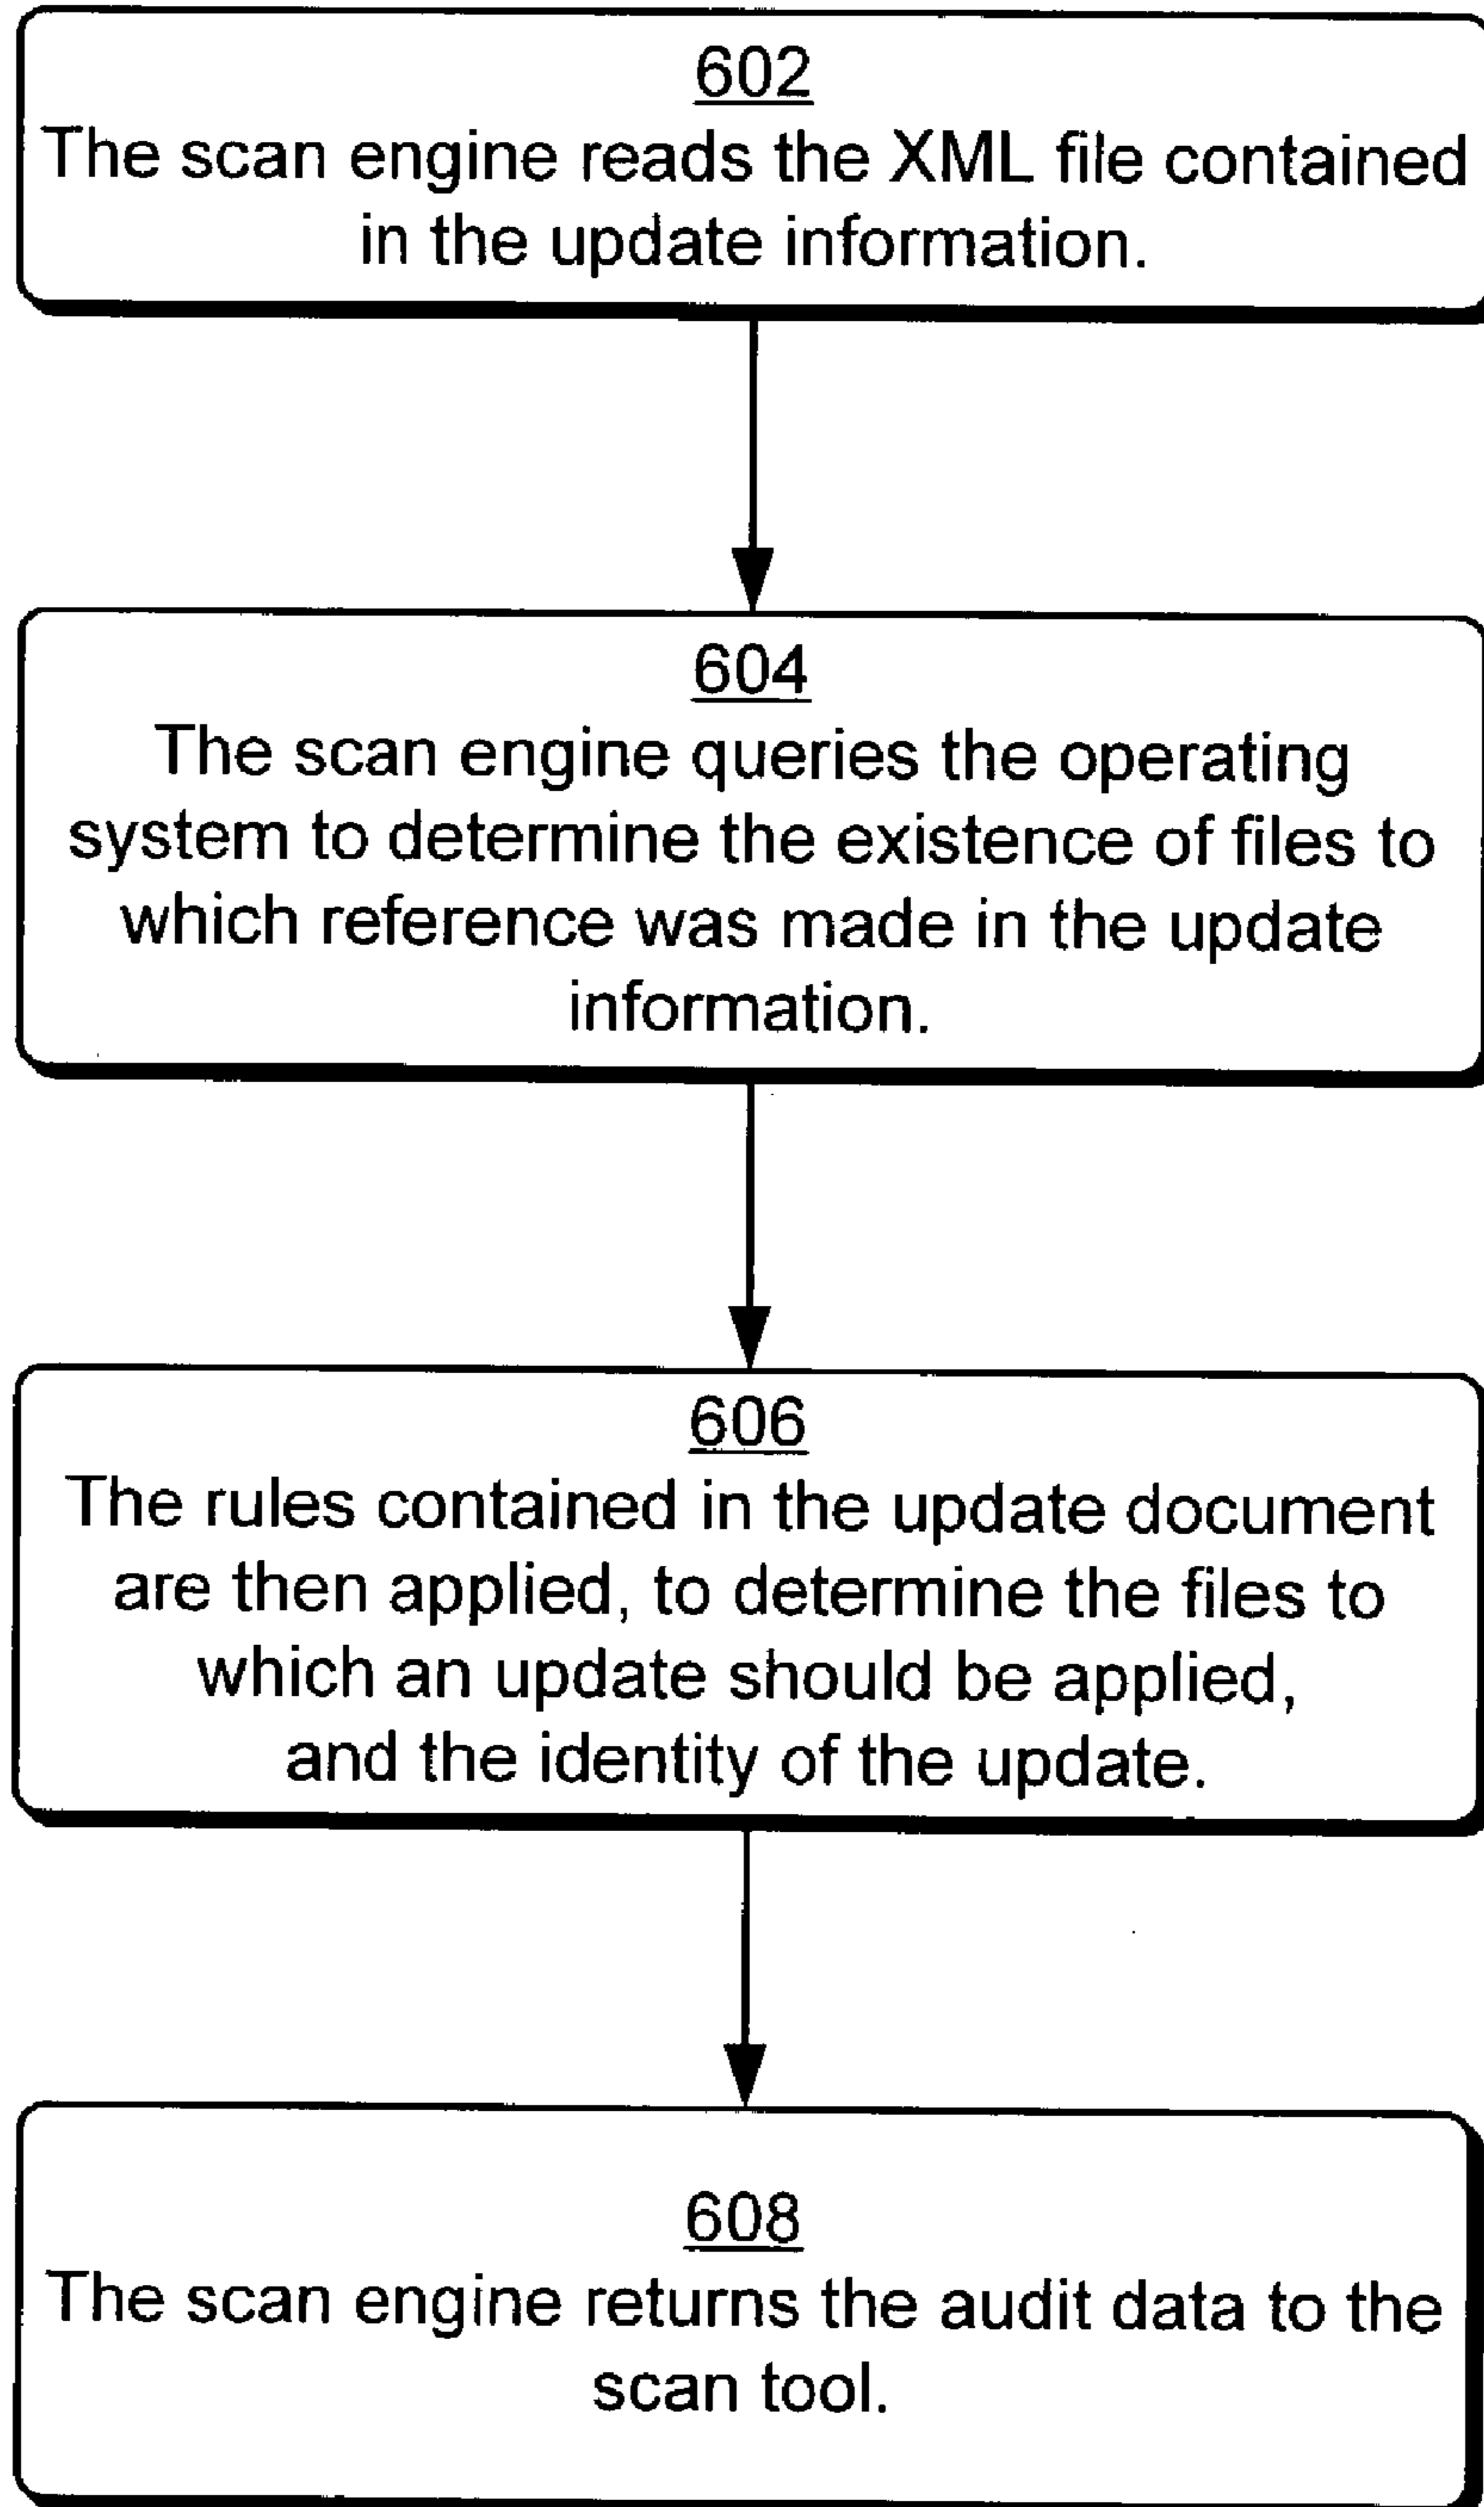 602
The scan engine reads the XML file contained
in the update information.
604
The scan engine queries the operating
system to determine the existence of files to
which reference was made in the update
information.
606
The rules contained in the update document
are then applied, to determine the files to
which an update should be applied,
and the identity of the update.
608
The scan engine returns the audit data to the
scan tool.